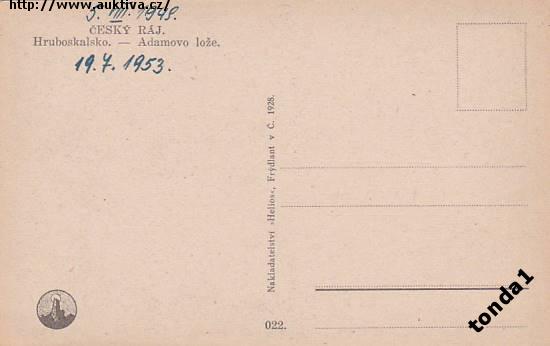 http://www.auktiva.cz/
5. VIII. 1948.
ČESKÝ RÁJ.
Hruboskalsko. — Adamovo lože.
19.7.1953.
Nakladatelství »Helios«, Frýdlant v Č. 1928.
022.
tonda1